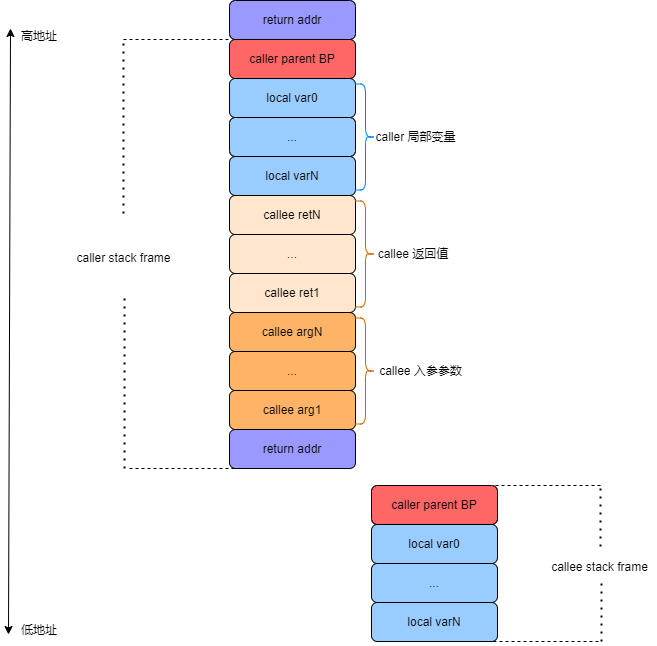 return addr
高地址
caller parent BP
local var0
...
caller 局部变量
local varN
callee retN
...
callee 返回值
caller stack frame
callee ret1
callee argN
...
callee 入参参数
callee arg1
return addr
caller parent BP
local var0
callee stack frame
...
local varN
低地址